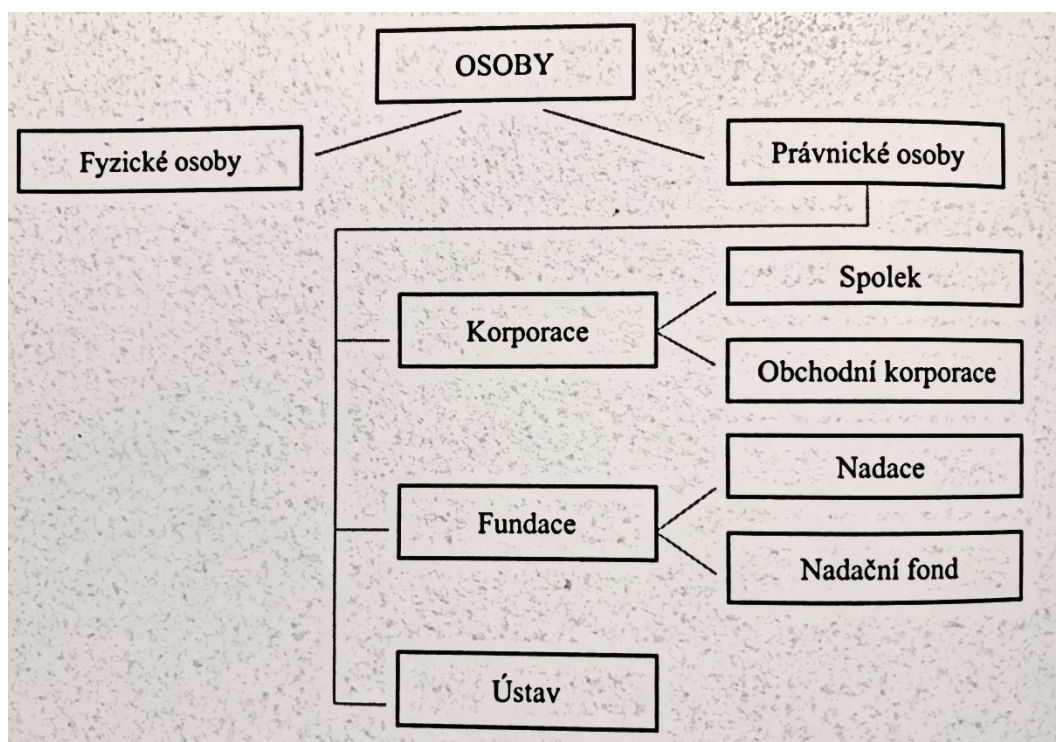 OSOBY
Fyzické osoby
Právnické osoby
Spolek
Korporace
Obchodní korporace
Nadace
Fundace
Nadační fond
Ústav